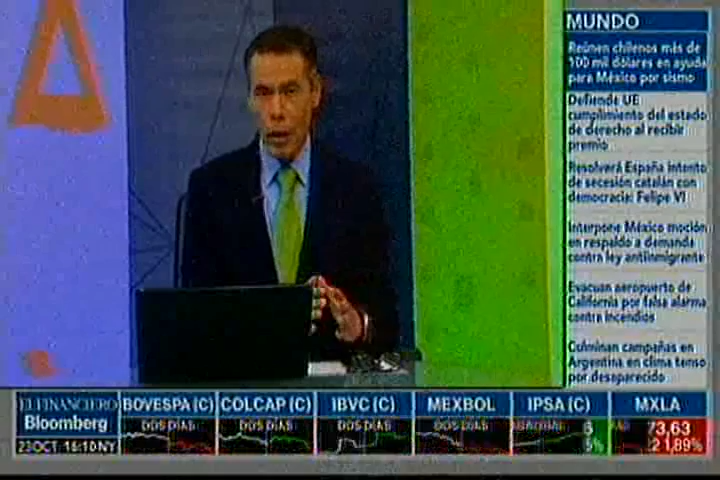 MUNDO
Reúnen chilenos más de
100 mil dólares en ayuda
para México por sismo
Defiende UE
cumplimiento del estado
de derecho al recibir
premio
Resolverá España intento
de secesión catalán con
democracia: Felipe VI
Interpone México moción
en respaldo a demanda
contra ley antiinmigrante
Evacuan aeropuerto de
California por falsa alarma
contra incendios
Culminan campañas en
Argentina en clima tenso
por desaparecido
EL FINANCIERO
Bloomberg
23OCT 16:10NY
BOVESPA (C)
DOS DÍAS
COLCAP (C)
DOS DÍAS
IBVC (C)
DOS DÍAS
MEXBOL
DOS DÍAS
IPSA (C)
MXLA
73,63
1,89%